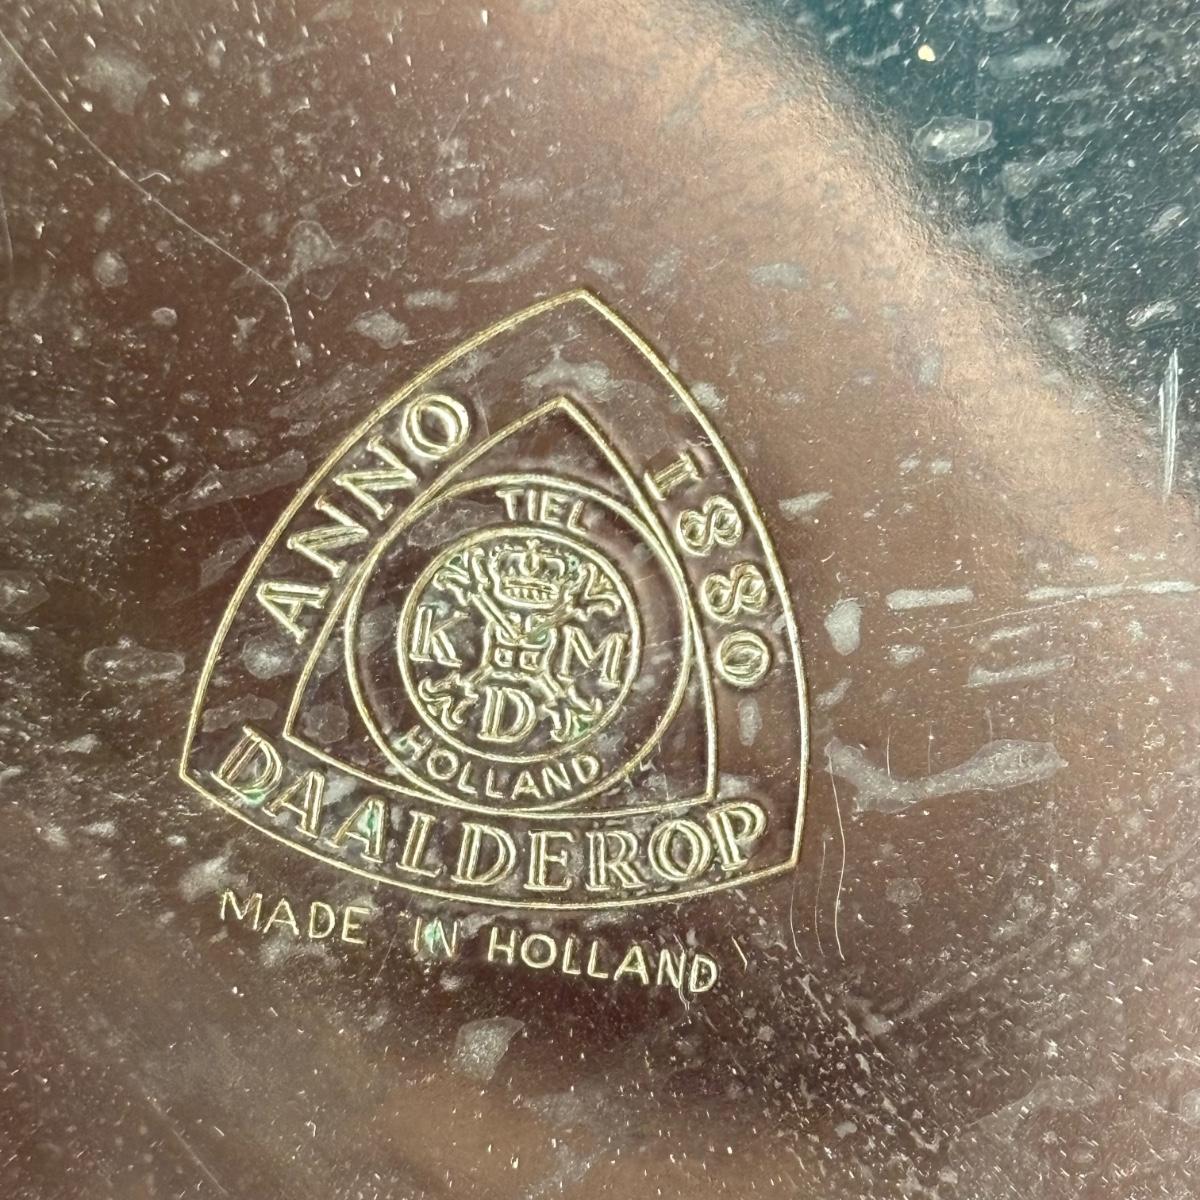 ANNO
1880
TIEL
K M
D
HOLLAND
DAALDEROP
MADE IN HOLLAND